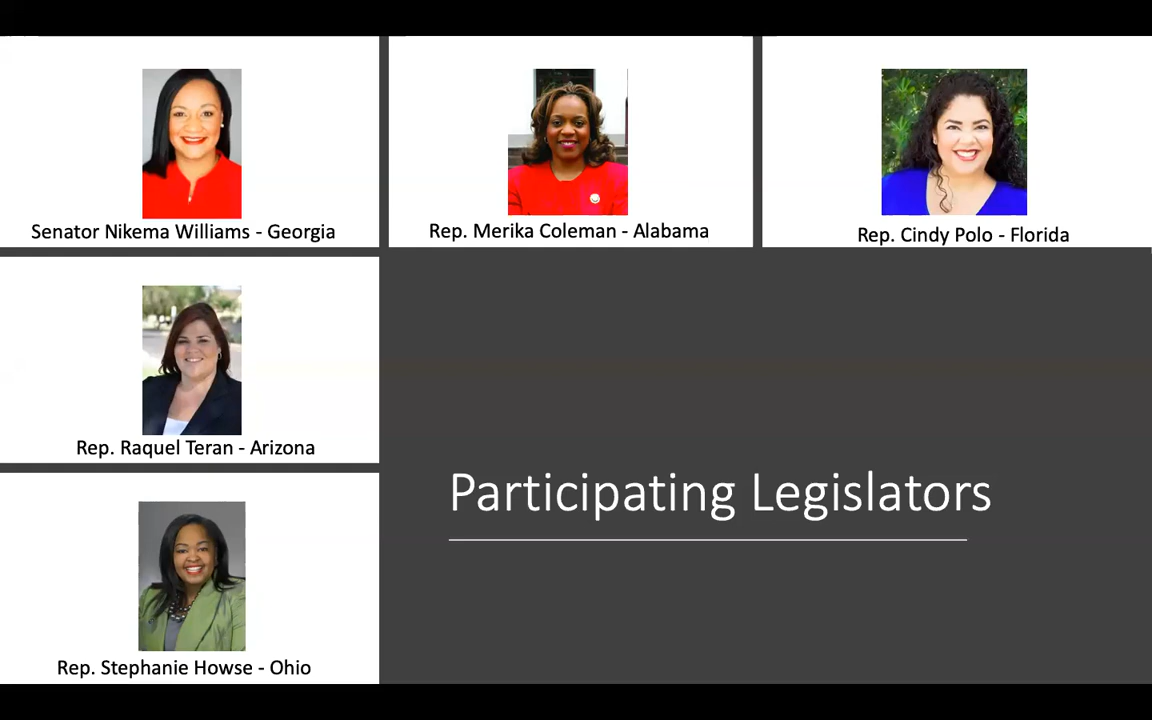 Senator Nikema Williams - Georgia
Rep. Merika Coleman - Alabama
Rep. Cindy Polo - Florida
Rep. Raquel Teran - Arizona
Participating Legislators
Rep. Stephanie Howse - Ohio